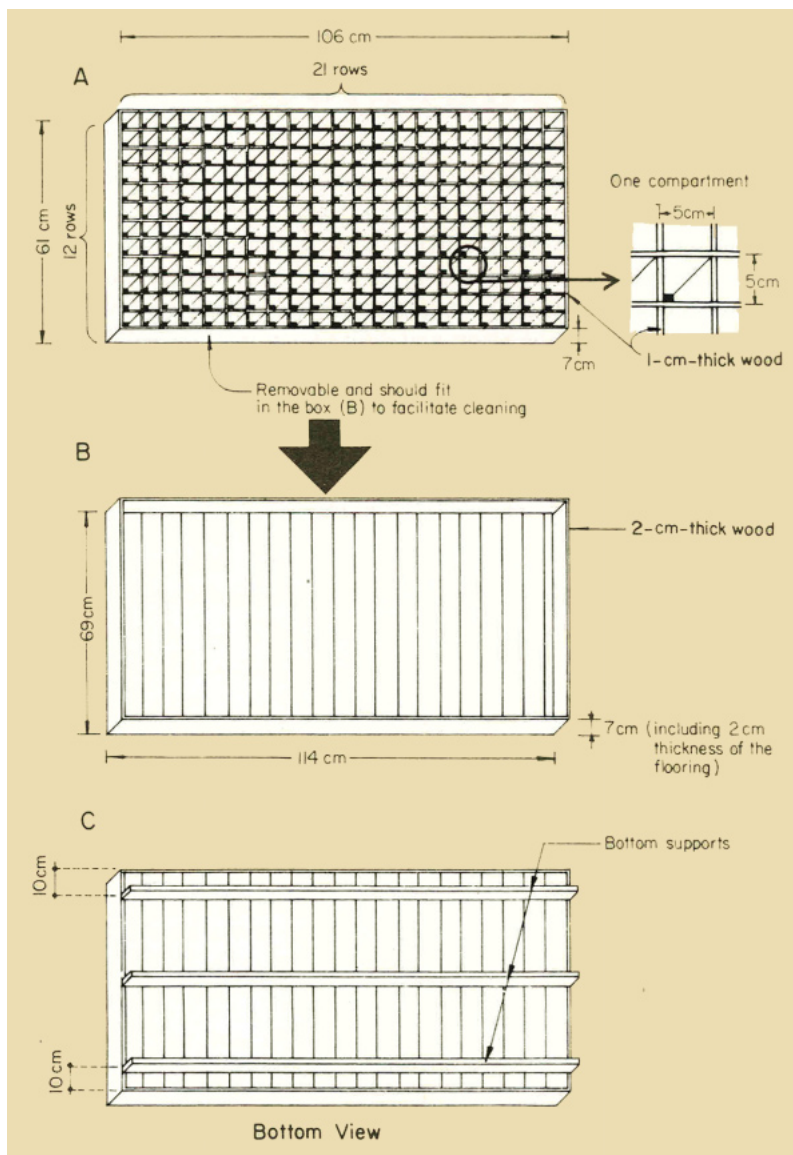 106 cm
A
21 rows
61 cm
12 rows
One compartment
5cm
5cm
7cm
1-cm-thick wood
Removable and should fit
in the box (B) to facilitate cleaning
B
2-cm-thick wood
69cm
7cm (including 2cm
thickness of the
flooring)
114 cm
C
Bottom supports
10cm
10cm
Bottom View